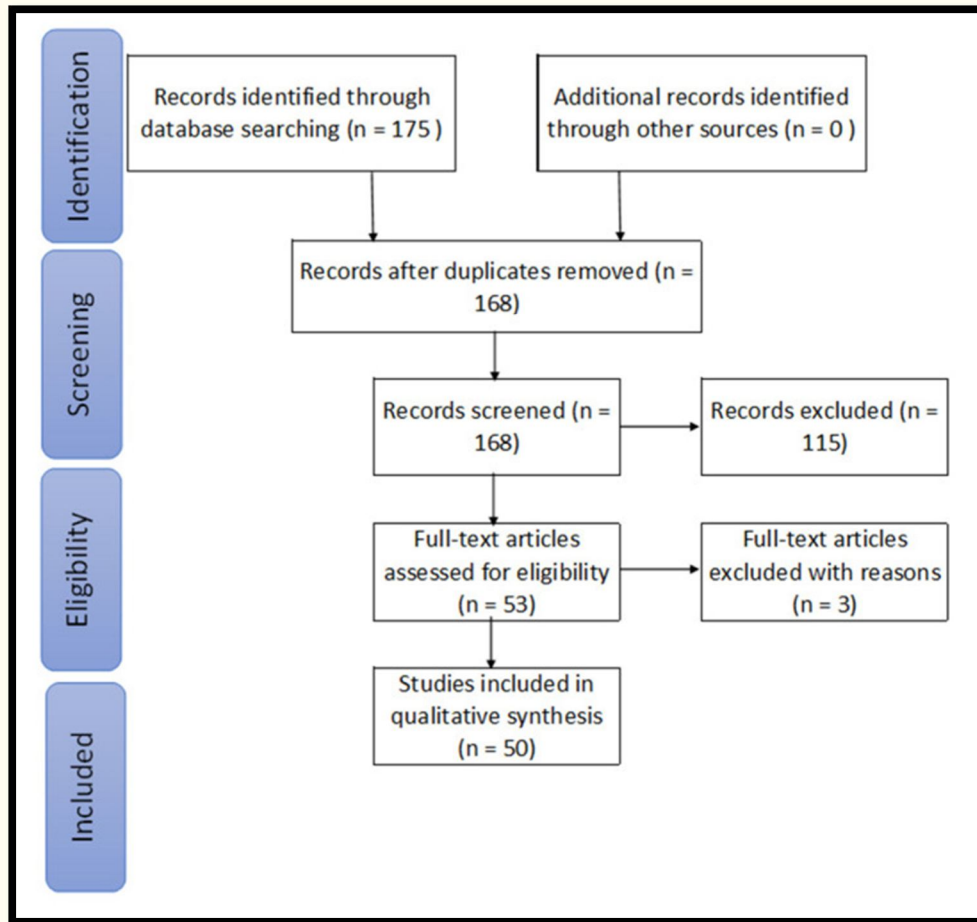 Identification
Records identified through
database searching (n = 175 )
Additional records identified
through other sources (n = 0 )
Screening
Records after duplicates removed (n =
168)
Records screened (n =
168)
Records excluded (n =
115)
Eligibility
Full-text articles
assessed for eligibility
(n = 53)
Full-text articles
excluded with reasons
(n = 3)
Included
Studies included in
qualitative synthesis
(n = 50)